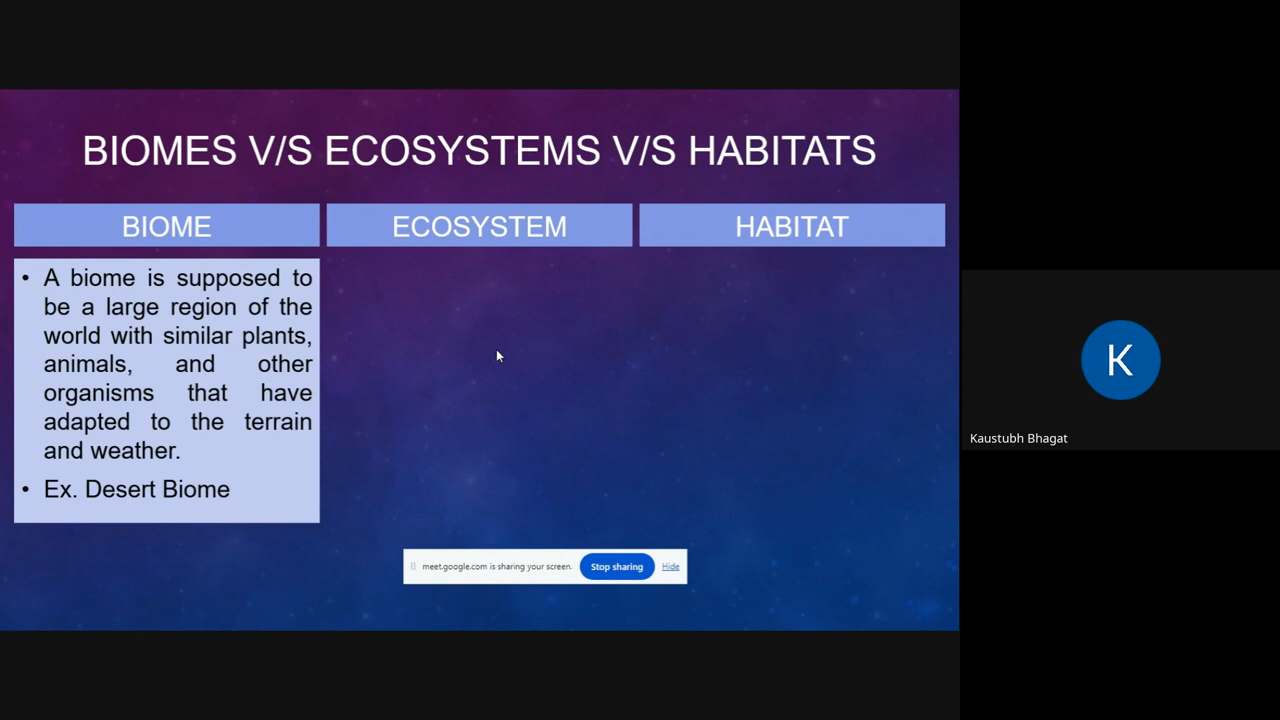 BIOMES V/S ECOSYSTEMS V/S HABITATS
BIOME
ECOSYSTEM
HABITAT
• A biome is supposed to
be a large region of the
world with similar plants,
animals, and other
organisms that have
adapted to the terrain
and weather.
• Ex. Desert Biome
meet.google.com is sharing your screen.
Stop sharing
Hide
K
Kaustubh Bhagat